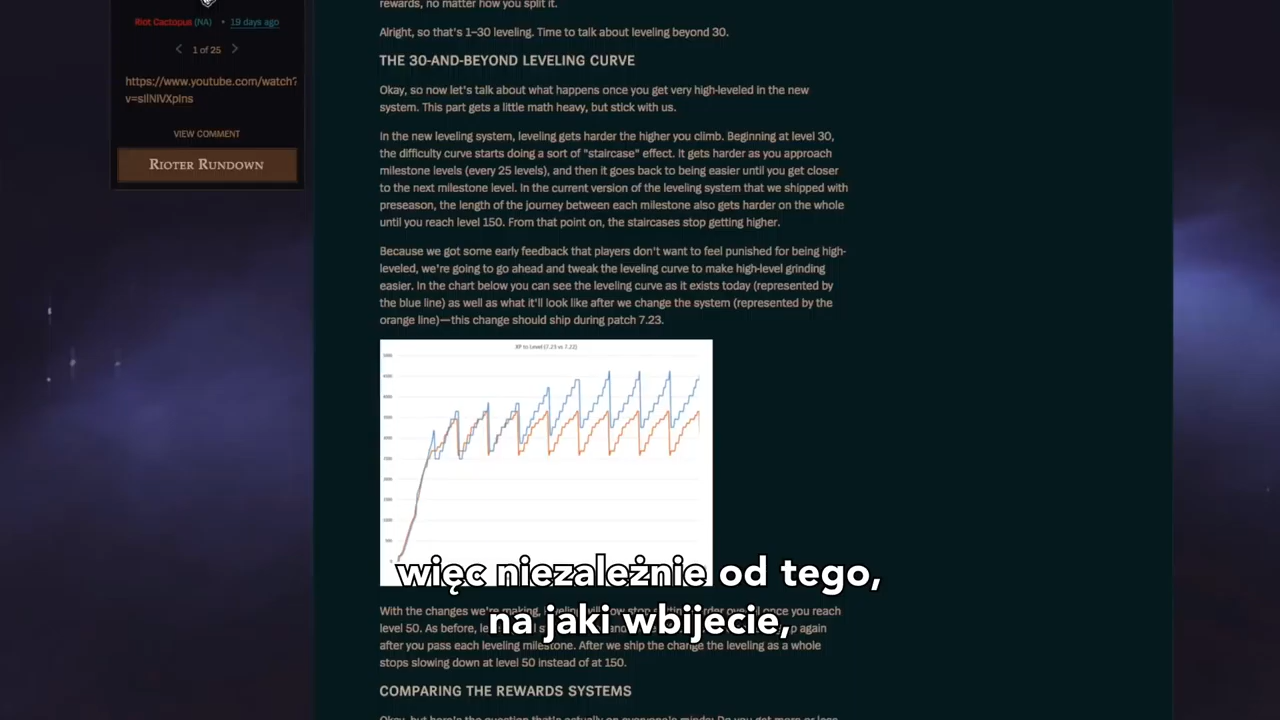 rewards, no matter how you split it.
Riot Cactopus (NA) • 19 days ago
Alright, so that's 1–30 leveling. Time to talk about leveling beyond 30.
1 of 25
THE 30-AND-BEYOND LEVELING CURVE
https://www.youtube.com/watch?
v=sIlNIVXpIns
Okay, so now let's talk about what happens once you get very high-leveled in the new
system. This part gets a little math heavy, but stick with us.
VIEW COMMENT
RIOTER RUNDOWN
In the new leveling system, leveling gets harder the higher you climb. Beginning at level 30,
the difficulty curve starts doing a sort of "staircase" effect. It gets harder as you approach
milestone levels (every 25 levels), and then it goes back to being easier until you get closer
to the next milestone level. In the current version of the leveling system that we shipped with
preseason, the length of the journey between each milestone also gets harder on the whole
until you reach level 150. From that point on, the staircases stop getting higher.
Because we got some early feedback that players don't want to feel punished for being high-
leveled, we're going to go ahead and tweak the leveling curve to make high-level grinding
easier. In the chart below you can see the leveling curve as it exists today (represented by
the blue line) as well as what it'll look like after we change the system (represented by the
orange line)—this change should ship during patch 7.23.
XP to Level (7.23 vs 7.22)
więc niezależnie od tego,
na jaki wbijecie,
With the changes we're making, once you reach
level 50. As before, again
after you pass each leveling milestone. After we ship the change the leveling as a whole
stops slowing down at level 50 instead of at 150.
COMPARING THE REWARDS SYSTEMS